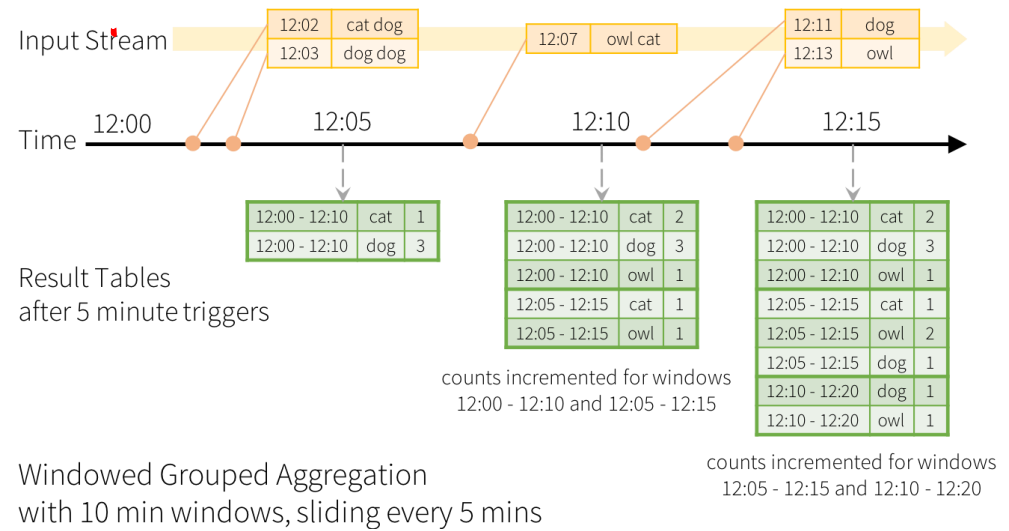 Input Stream
12:02 cat dog
12:03 dog dog
12:07 owl cat
12:11 dog
12:13 owl
Time
12:00
12:05
12:10
12:15
12:00 - 12:10 cat 1
12:00 - 12:10 dog 3
12:00 - 12:10 cat 2
12:00 - 12:10 dog 3
12:00 - 12:10 owl 1
12:05 - 12:15 cat 1
12:05 - 12:15 owl 1
12:00 - 12:10 cat 2
12:00 - 12:10 dog 3
12:00 - 12:10 owl 1
12:05 - 12:15 cat 1
12:05 - 12:15 owl 2
12:05 - 12:15 dog 1
12:10 - 12:20 dog 1
12:10 - 12:20 owl 1
Result Tables
after 5 minute triggers
counts incremented for windows
12:00 - 12:10 and 12:05 - 12:15
counts incremented for windows
12:05 - 12:15 and 12:10 - 12:20
Windowed Grouped Aggregation
with 10 min windows, sliding every 5 mins